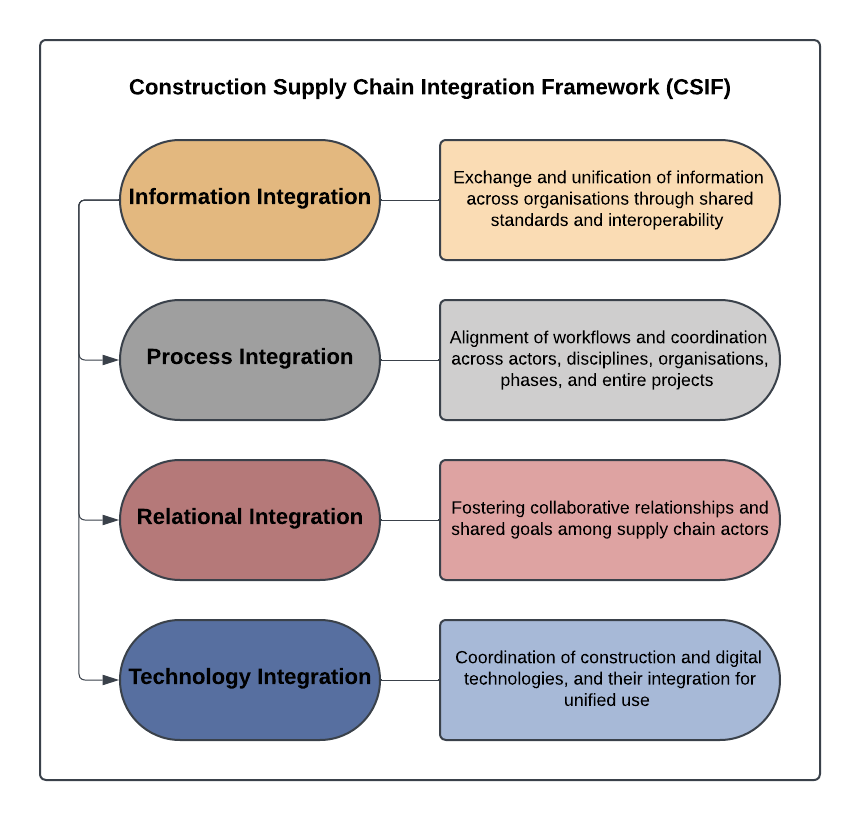 Construction Supply Chain Integration Framework (CSIF)
Information Integration
Exchange and unification of information
across organisations through shared
standards and interoperability
Process Integration
Alignment of workflows and coordination
across actors, disciplines, organisations,
phases, and entire projects
Relational Integration
Fostering collaborative relationships and
shared goals among supply chain actors
Technology Integration
Coordination of construction and digital
technologies, and their integration for
unified use